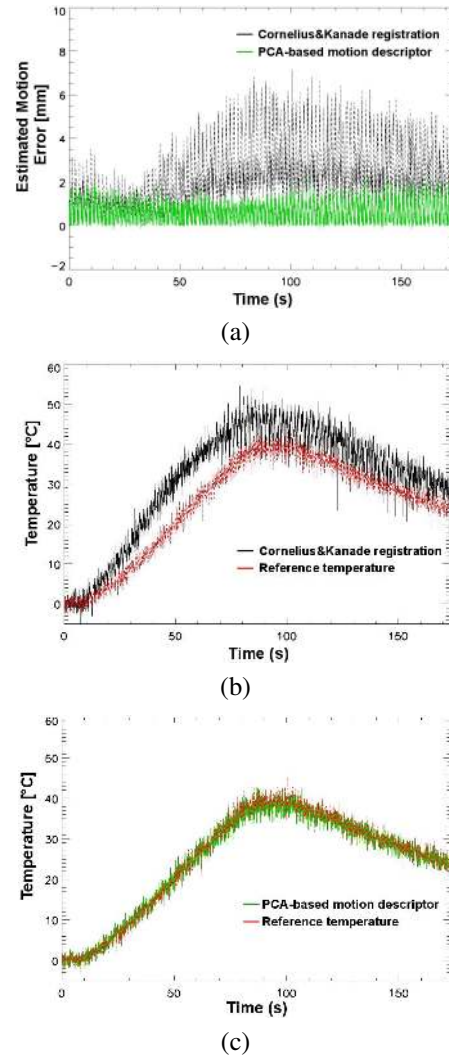 10
8
6
4
2
0
−2
Estimated Motion
Error [mm]
Cornelius&Kanade registration
PCA-based motion descriptor
0 50 100 150
Time (s)
(a)
60
50
40
30
20
10
0
Temperature [°C]
Cornelius&Kanade registration
Reference temperature
0 50 100 150
Time (s)
(b)
60
50
40
30
20
10
0
Temperature [°C]
PCA-based motion descriptor
Reference temperature
0 50 100 150
Time (s)
(c)